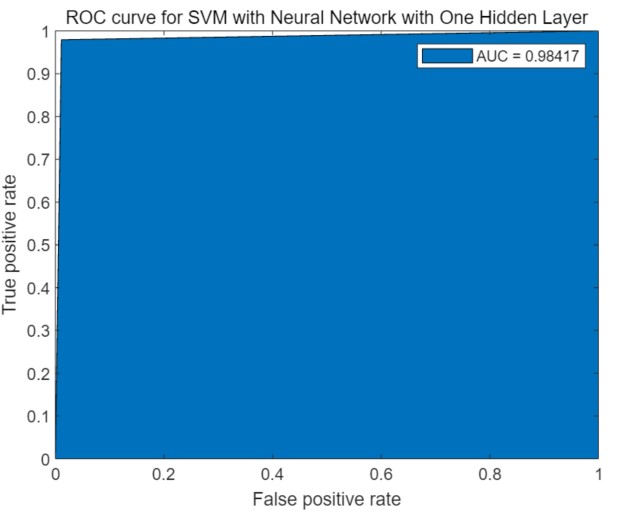 ROC curve for SVM with Neural Network with One Hidden Layer
AUC = 0.98417
1
0.9
0.8
0.7
0.6
0.5
0.4
0.3
0.2
0.1
0
True positive rate
0 0.2 0.4 0.6 0.8 1
False positive rate